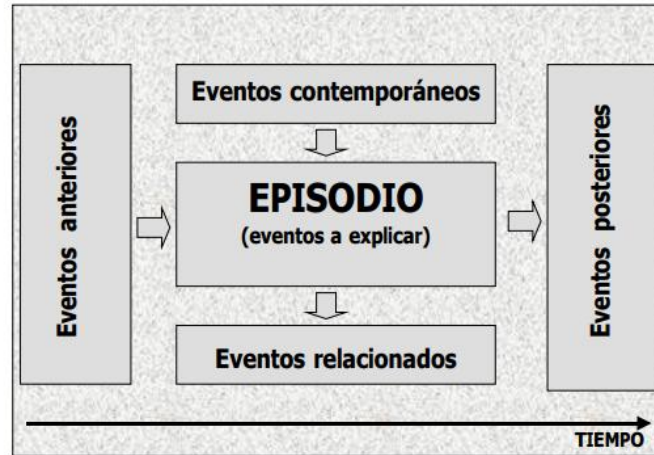 Eventos anteriores
Eventos contemporáneos
EPISODIO
(eventos a explicar)
Eventos relacionados
Eventos posteriores
TIEMPO